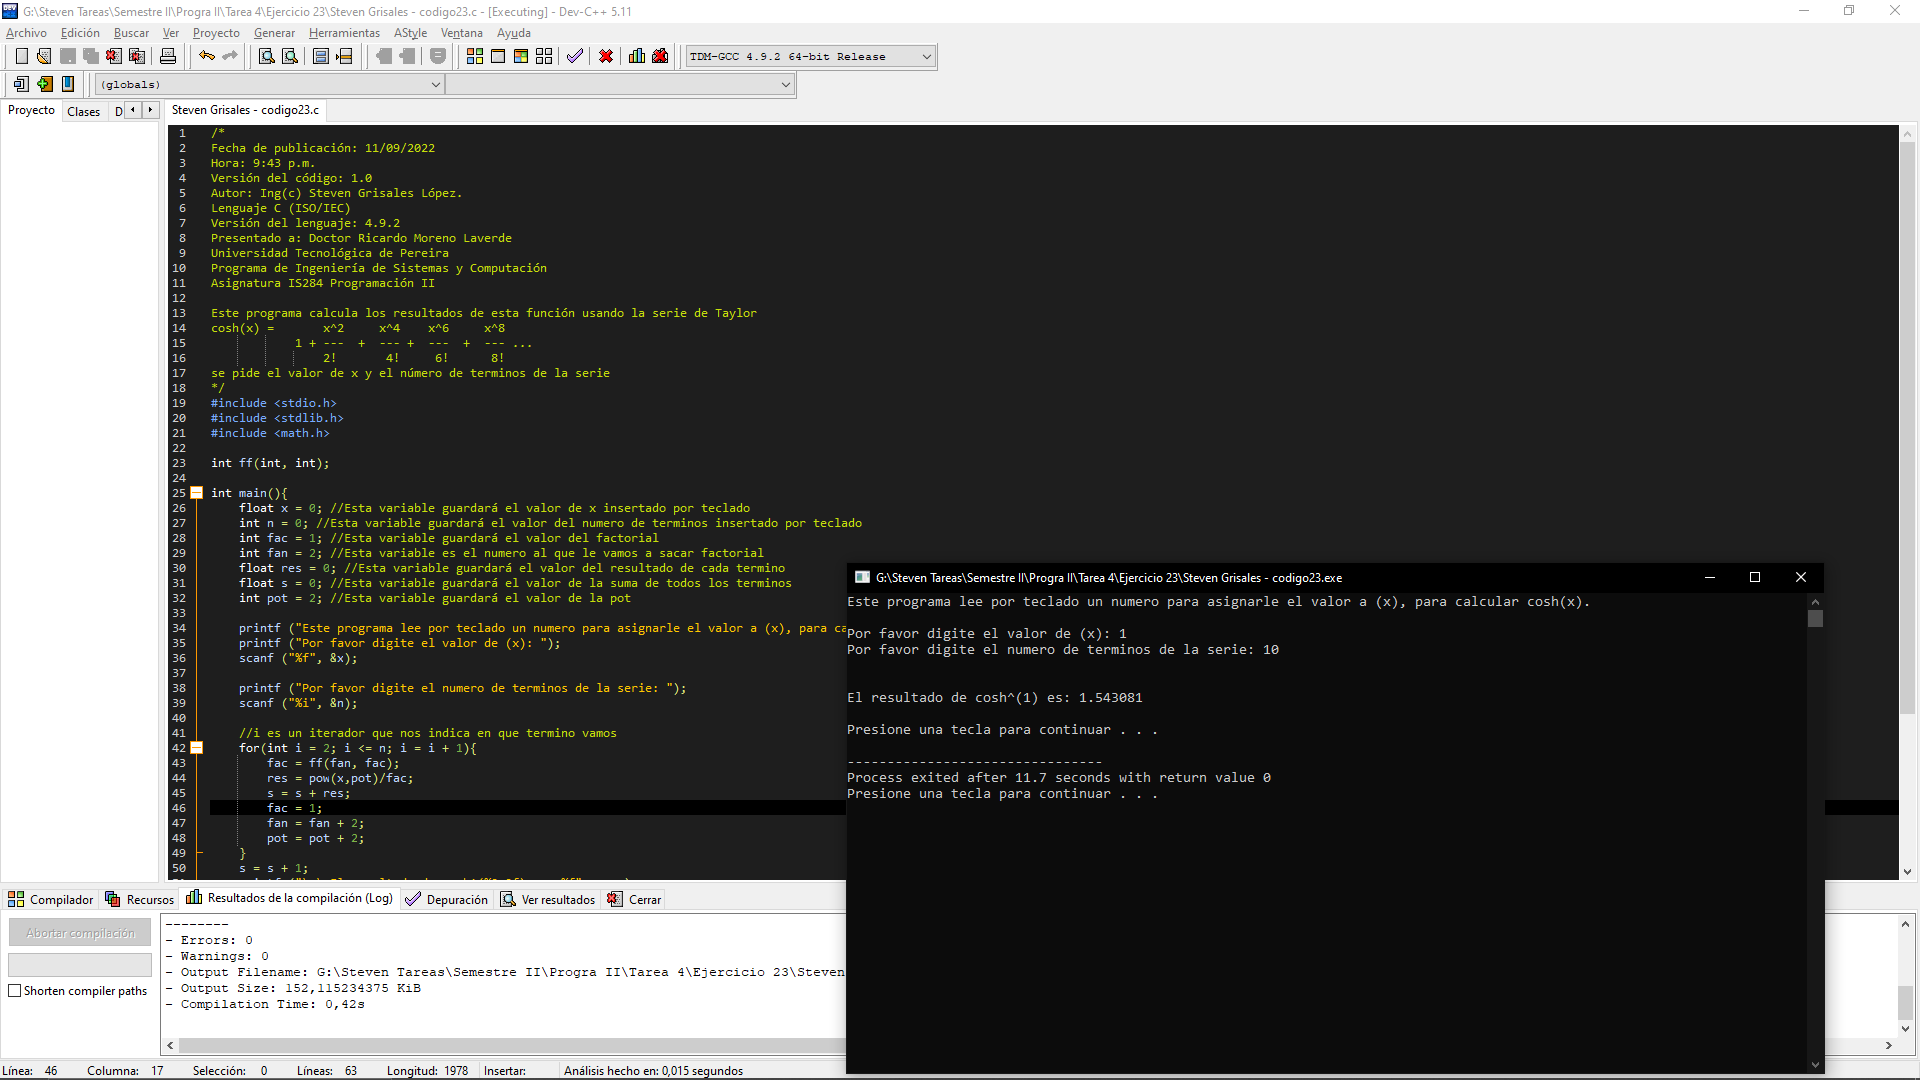 G:\Steven Tareas\Semestre II\Progra II\Tarea 4\Ejercicio 23\Steven Grisales - codigo23.c - [Executing] - Dev-C++ 5.11
Archivo Edición Buscar Ver Proyecto Generar Herramientas AStyle Ventana Ayuda
TDM-GCC 4.9.2 64-bit Release
(globals)
Proyecto Clases D
Steven Grisales - codigo23.c
1 /*
2 Fecha de publicación: 11/09/2022
3 Hora: 9:43 p.m.
4 Versión del código: 1.0
5 Autor: Ing(c) Steven Grisales López.
6 Lenguaje C (ISO/IEC)
7 Versión del lenguaje: 4.9.2
8 Presentado a: Doctor Ricardo Moreno Laverde
9 Universidad Tecnológica de Pereira
10 Programa de Ingeniería de Sistemas y Computación
11 Asignatura IS284 Programación II
12
13 Este programa calcula los resultados de esta función usando la serie de Taylor
14 cosh(x) =       x^2     x^4    x^6     x^8
15             1 + ---  +  --- +  ---  +  --- ...
16                 2!       4!     6!      8!
17 se pide el valor de x y el número de terminos de la serie
18 */
19 #include <stdio.h>
20 #include <stdlib.h>
21 #include <math.h>
22
23 int ff(int, int);
24
25 int main(){
26     float x = 0; //Esta variable guardará el valor de x insertado por teclado
27     int n = 0; //Esta variable guardará el valor del numero de terminos insertado por teclado
28     int fac = 1; //Esta variable guardará el valor del factorial
29     int fan = 2; //Esta variable es el numero al que le vamos a sacar factorial
30     float res = 0; //Esta variable guardará el valor del resultado de cada termino
31     float s = 0; //Esta variable guardará el valor de la suma de todos los terminos
32     int pot = 2; //Esta variable guardará el valor de la pot
33
34     printf ("Este programa lee por teclado un numero para asignarle el valor a (x), para ca
35     printf ("Por favor digite el valor de (x): ");
36     scanf ("%f", &x);
37
38     printf ("Por favor digite el numero de terminos de la serie: ");
39     scanf ("%i", &n);
40
41     //i es un iterador que nos indica en que termino vamos
42     for(int i = 2; i <= n; i = i + 1){
43         fac = ff(fan, fac);
44         res = pow(x,pot)/fac;
45         s = s + res;
46         fac = 1;
47         fan = fan + 2;
48         pot = pot + 2;
49     }
50     s = s + 1;
G:\Steven Tareas\Semestre II\Progra II\Tarea 4\Ejercicio 23\Steven Grisales - codigo23.exe
Este programa lee por teclado un numero para asignarle el valor a (x), para calcular cosh(x).
Por favor digite el valor de (x): 1
Por favor digite el numero de terminos de la serie: 10
El resultado de cosh^(1) es: 1.543081
Presione una tecla para continuar . . .
--------------------------------
Process exited after 11.7 seconds with return value 0
Presione una tecla para continuar . . .
Compilador Recursos Resultados de la compilación (Log) Depuración Ver resultados Cerrar
Abortar compilación
Shorten compiler paths
--------
- Errors: 0
- Warnings: 0
- Output Filename: G:\Steven Tareas\Semestre II\Progra II\Tarea 4\Ejercicio 23\Steven
- Output Size: 152,115234375 KiB
- Compilation Time: 0,42s
Línea: 46 Columna: 17 Selección: 0 Líneas: 63 Longitud: 1978 Insertar: Análisis hecho en: 0,015 segundos